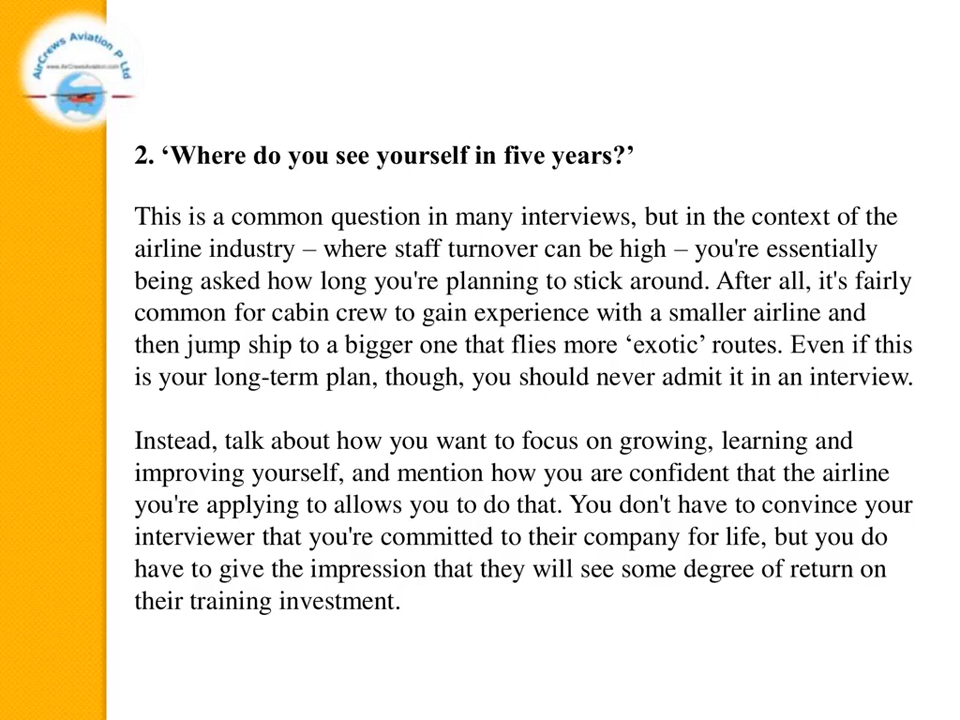 AirCrews Aviation P Ltd
www.AirCrewsAviation.com
2. ‘Where do you see yourself in five years?’
This is a common question in many interviews, but in the context of the
airline industry – where staff turnover can be high – you're essentially
being asked how long you're planning to stick around. After all, it's fairly
common for cabin crew to gain experience with a smaller airline and
then jump ship to a bigger one that flies more ‘exotic’ routes. Even if this
is your long-term plan, though, you should never admit it in an interview.
Instead, talk about how you want to focus on growing, learning and
improving yourself, and mention how you are confident that the airline
you're applying to allows you to do that. You don't have to convince your
interviewer that you're committed to their company for life, but you do
have to give the impression that they will see some degree of return on
their training investment.